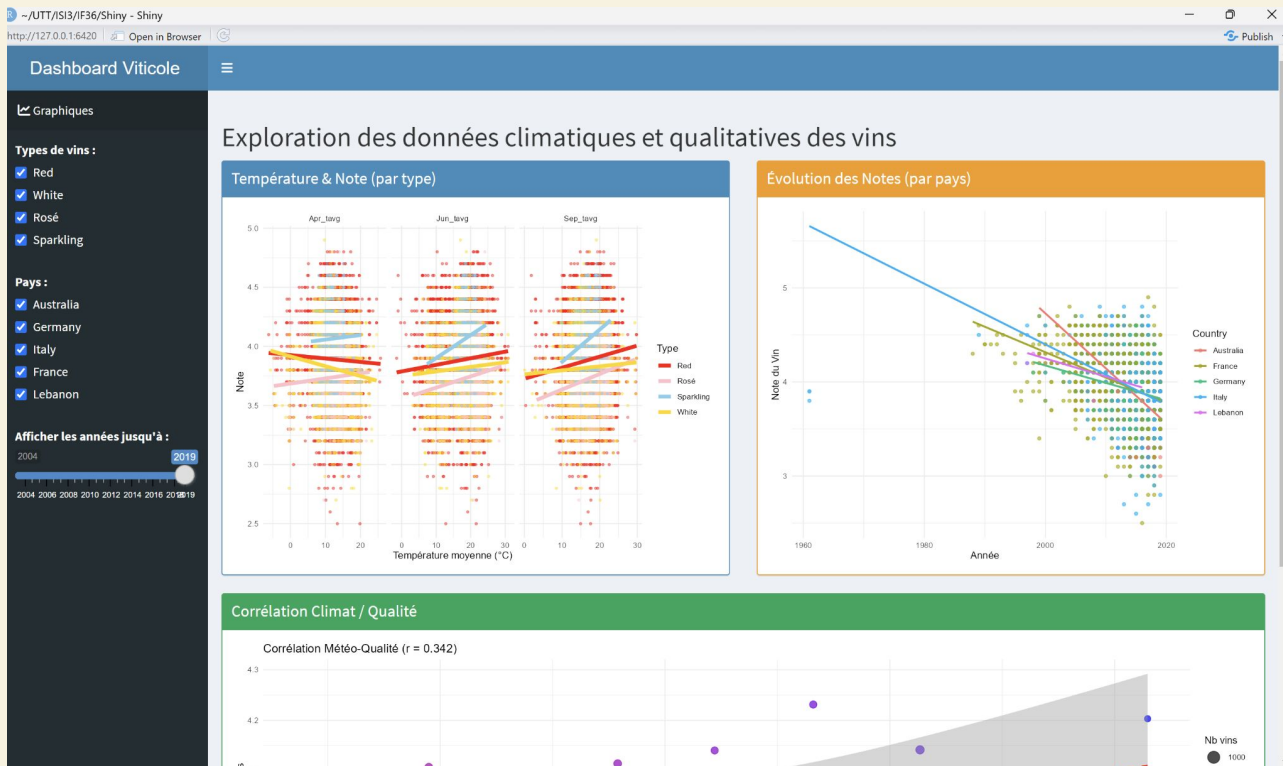 ~/UTT/ISI3/IF36/Shiny - Shiny
http://127.0.0.1:6420 Open in Browser Publish
Dashboard Viticole
Graphiques
Types de vins :
Red
White
Rosé
Sparkling
Pays :
Australia
Germany
Italy
France
Lebanon
Afficher les années jusqu'à :
2004 2019
2004 2006 2008 2010 2012 2014 2016 2019
Exploration des données climatiques et qualitatives des vins
Température & Note (par type)
Apr_tavg Jun_tavg Sep_tavg
5.0
4.5
4.0
3.5
3.0
2.5
Note
0 10 20 0 10 20 30 0 10 20 30
Température moyenne (°C)
Type
Red
Rosé
Sparkling
White
Évolution des Notes (par pays)
5
4
3
Note du Vin
1960 1980 2000 2020
Année
Country
Australia
France
Germany
Italy
Lebanon
Corrélation Climat / Qualité
Corrélation Météo-Qualité (r = 0.342)
4.3
4.2
Nb vins
1000